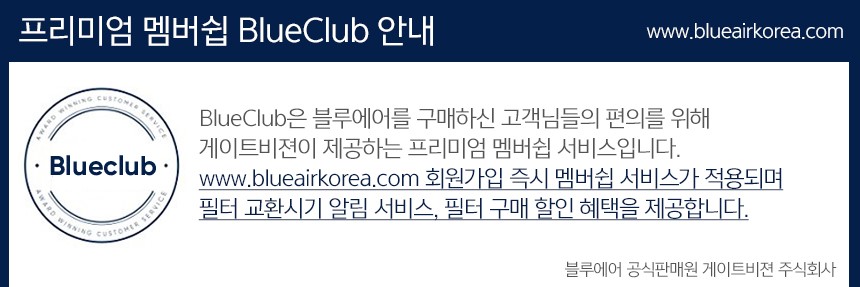 프리미엄 멤버쉽 BlueClub 안내
www.blueairkorea.com
AWARD WINNING CUSTOMER SERVICE
· Blueclub ·
AWARD WINNING CUSTOMER SERVICE
BlueClub은 블루에어를 구매하신 고객님들의 편의를 위해
게이트비젼이 제공하는 프리미엄 멤버쉽 서비스입니다.
www.blueairkorea.com 회원가입 즉시 멤버쉽 서비스가 적용되며
필터 교환시기 알림 서비스, 필터 구매 할인 혜택을 제공합니다.
블루에어 공식판매원 게이트비젼 주식회사